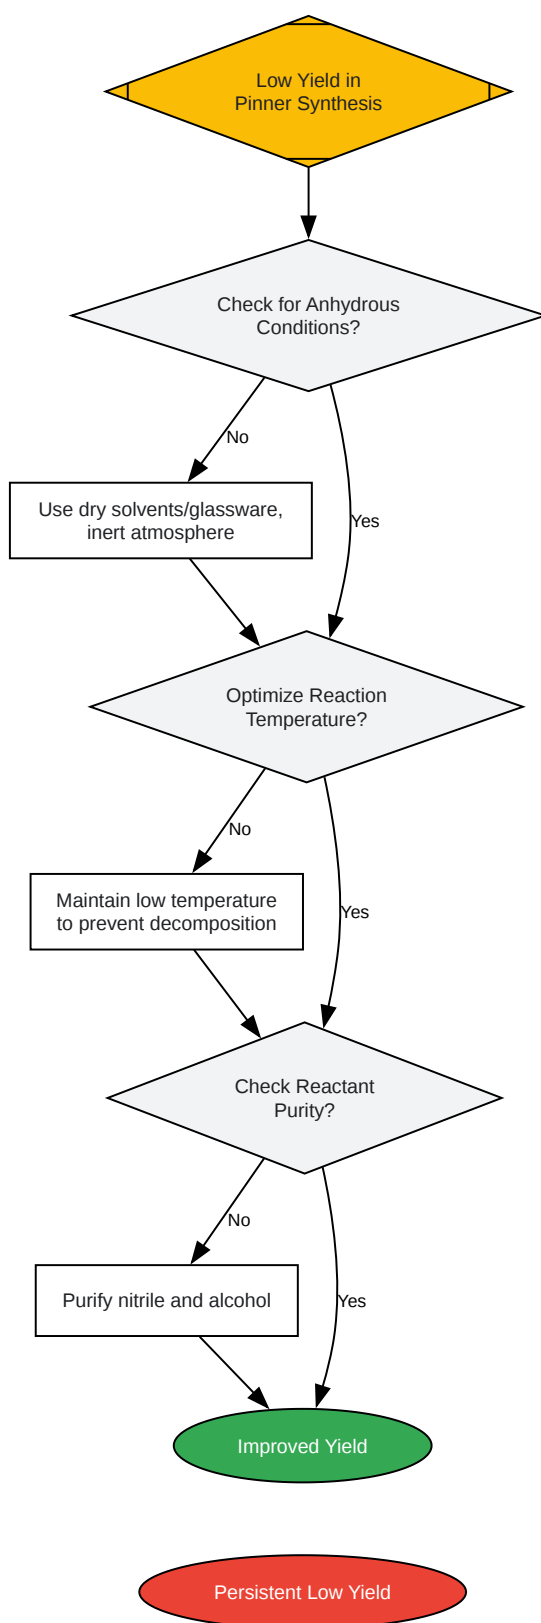 Low Yield in
Pinner Synthesis
Check for Anhydrous
Conditions?
No
Use dry solvents/glassware,
inert atmosphere
Yes
Optimize Reaction
Temperature?
No
Maintain low temperature
to prevent decomposition
Yes
Check Reactant
Purity?
No
Purify nitrile and alcohol
Yes
Improved Yield
Persistent Low Yield